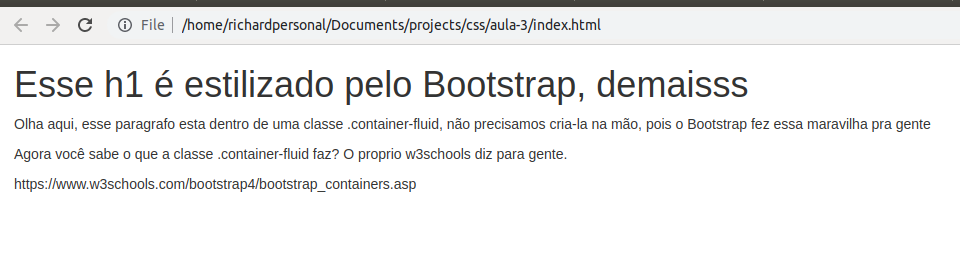 File | /home/richardpersonal/Documents/projects/css/aula-3/index.html
Esse h1 é estilizado pelo Bootstrap, demaisss
Olha aqui, esse paragrafo esta dentro de uma classe .container-fluid, não precisamos cria-la na mão, pois o Bootstrap fez essa maravilha pra gente
Agora você sabe o que a classe .container-fluid faz? O proprio w3schools diz para gente.
https://www.w3schools.com/bootstrap4/bootstrap_containers.asp